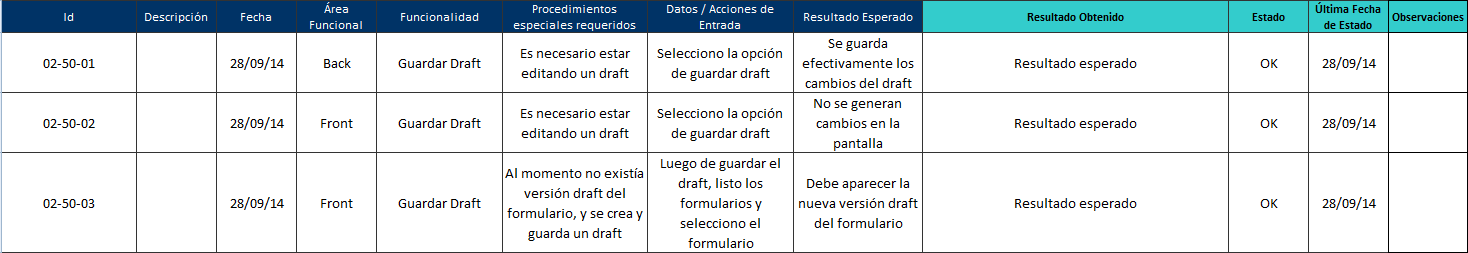 Id Descripción Fecha Área Funcional Funcionalidad Procedimientos especiales requeridos Datos / Acciones de Entrada Resultado Esperado Resultado Obtenido Estado Última Fecha de Estado Observaciones
02-50-01 28/09/14 Back Guardar Draft Es necesario estar editando un draft Selecciono la opción de guardar draft Se guarda efectivamente los cambios del draft Resultado esperado OK 28/09/14
02-50-02 28/09/14 Front Guardar Draft Es necesario estar editando un draft Selecciono la opción de guardar draft No se generan cambios en la pantalla Resultado esperado OK 28/09/14
02-50-03 28/09/14 Front Guardar Draft Al momento no existía versión draft del formulario, y se crea y guarda un draft Luego de guardar el draft, listo los formularios y selecciono el formulario Debe aparecer la nueva versión draft del formulario Resultado esperado OK 28/09/14